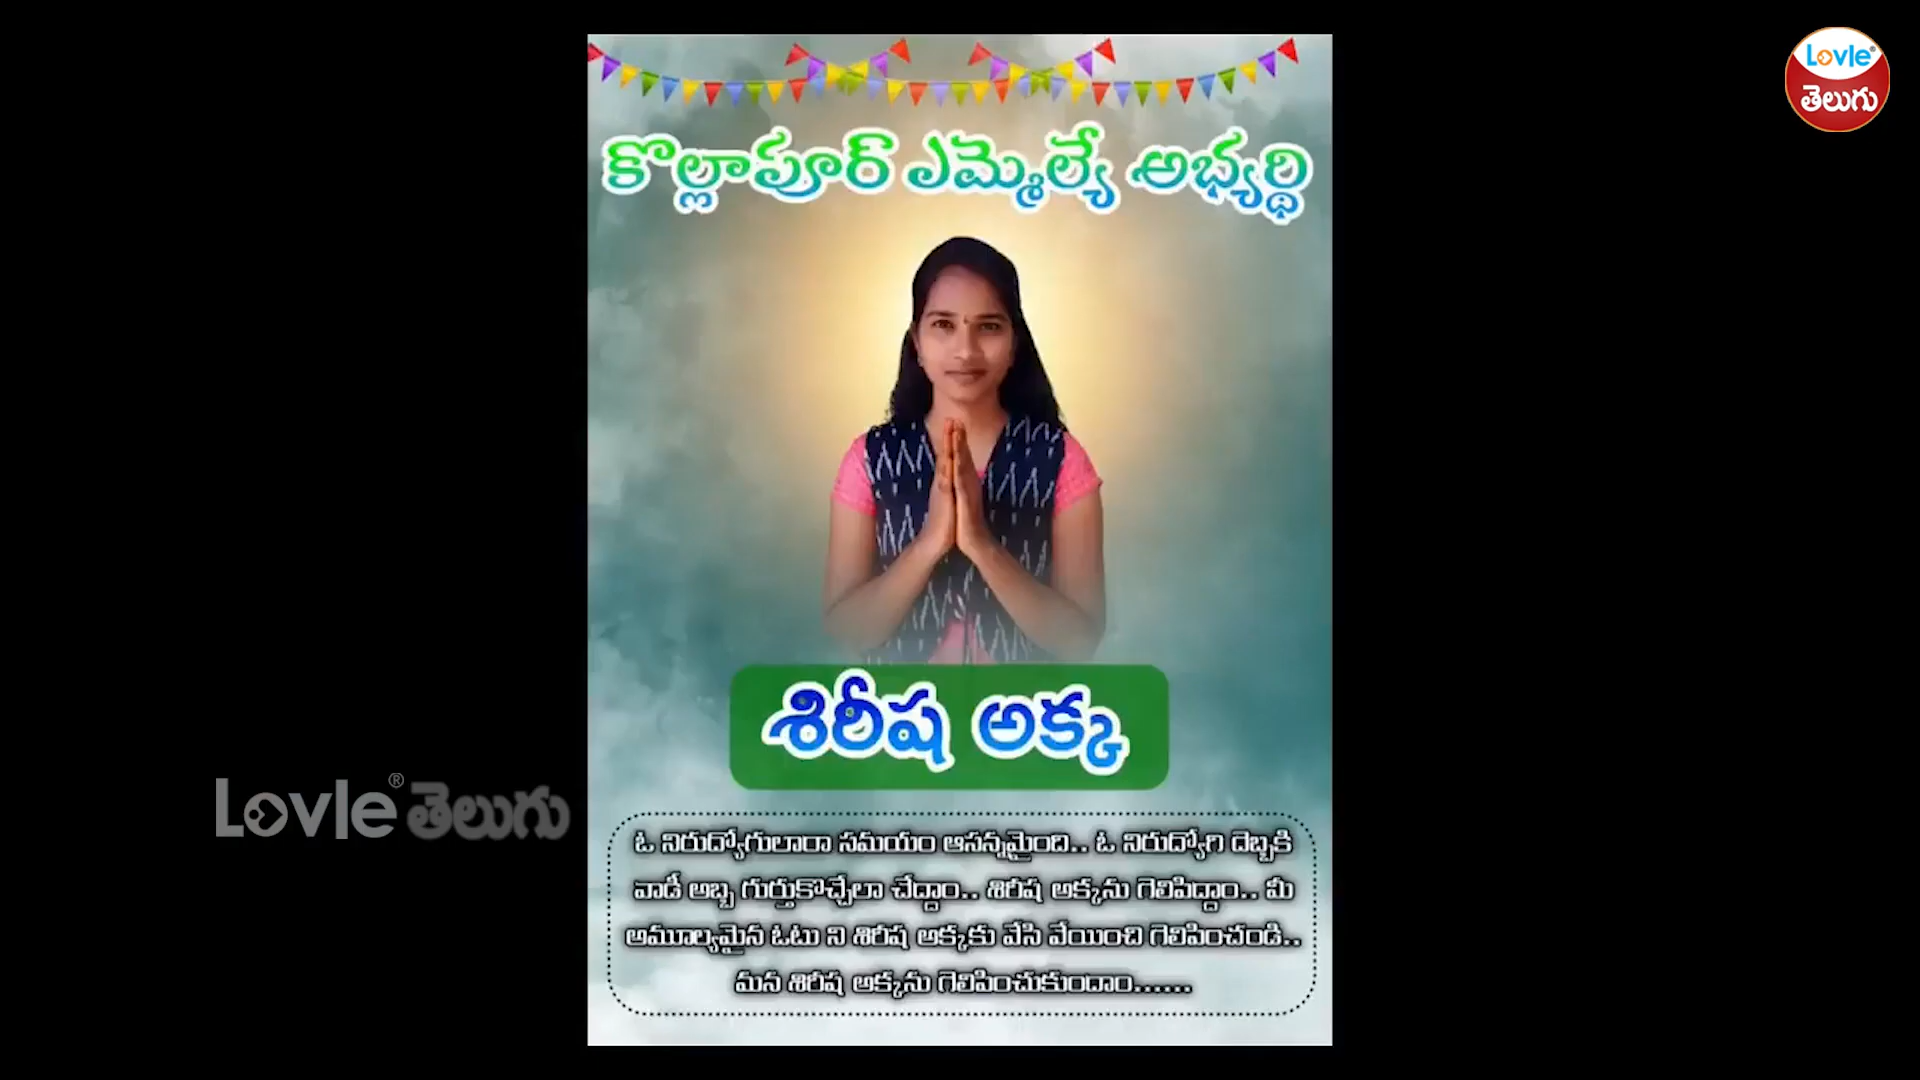 Lovle®
తెలుగు
కొల్లాపూర్ ఎమ్మెల్యే అభ్యర్థి
శిరీష అక్క
Lovle® తెలుగు
ఓ నిరుద్యోగులారా సమయం ఆసన్నమైంది.. ఓ నిరుద్యోగి దెబ్బకి
వాడీ అబ్బ గుర్తుకొచ్చేలా చేద్దాం.. శిరీష అక్కను గెలిపిద్దాం.. మీ
అమూల్యమైన ఓటు ని శిరీష అక్కకు వేసి వేయించి గెలిపించండి..
మన శిరీష అక్కను గెలిపించుకుందాం......